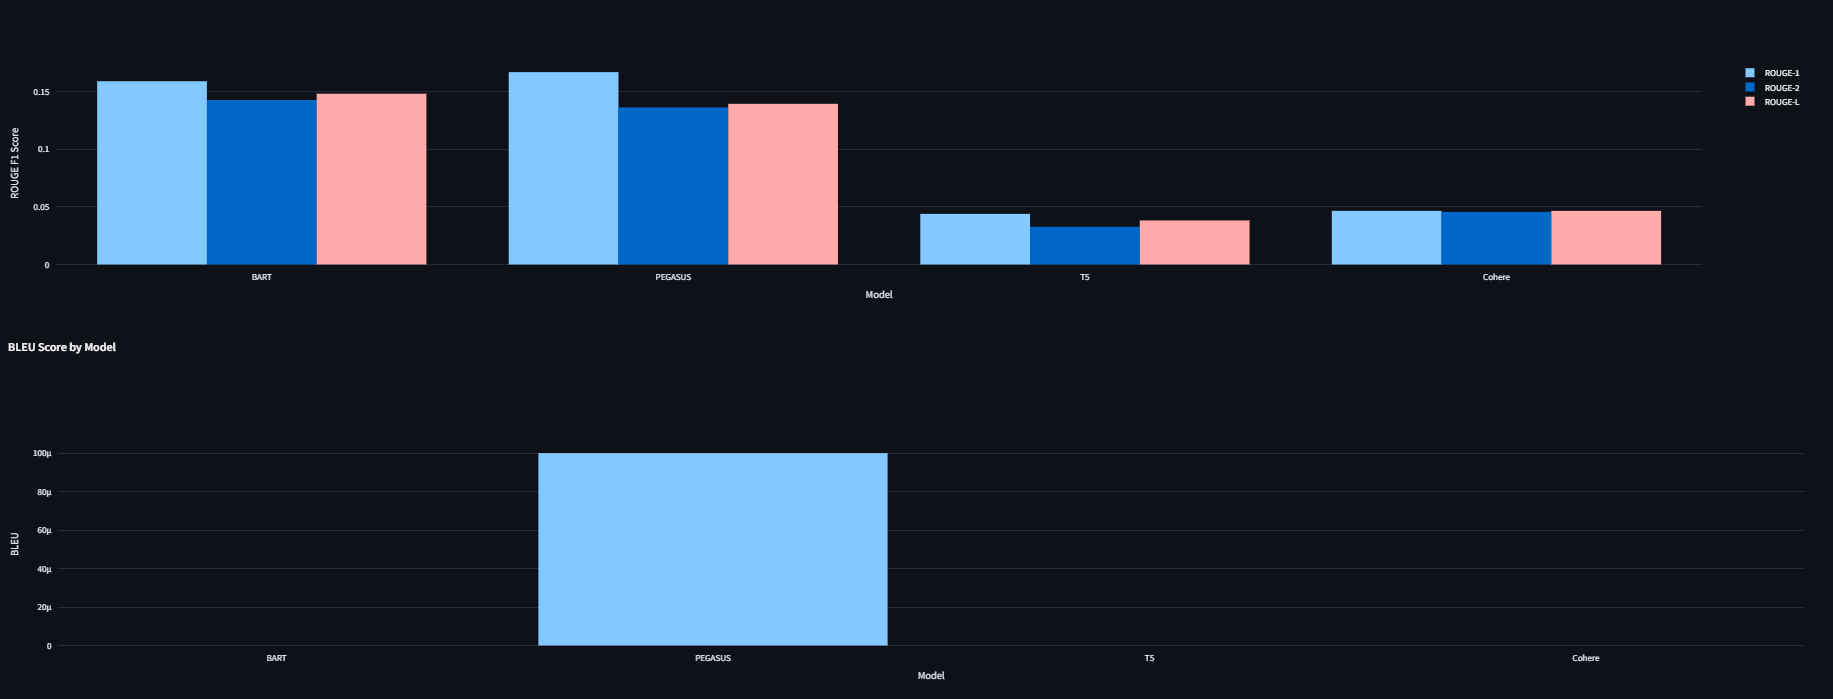 ROUGE-1
ROUGE-2
ROUGE-L
ROUGE F1 Score
0.15
0.1
0.05
0
BART
PEGASUS
T5
Cohere
Model
BLEU Score by Model
BLEU
100μ
80μ
60μ
40μ
20μ
0
BART
PEGASUS
T5
Cohere
Model